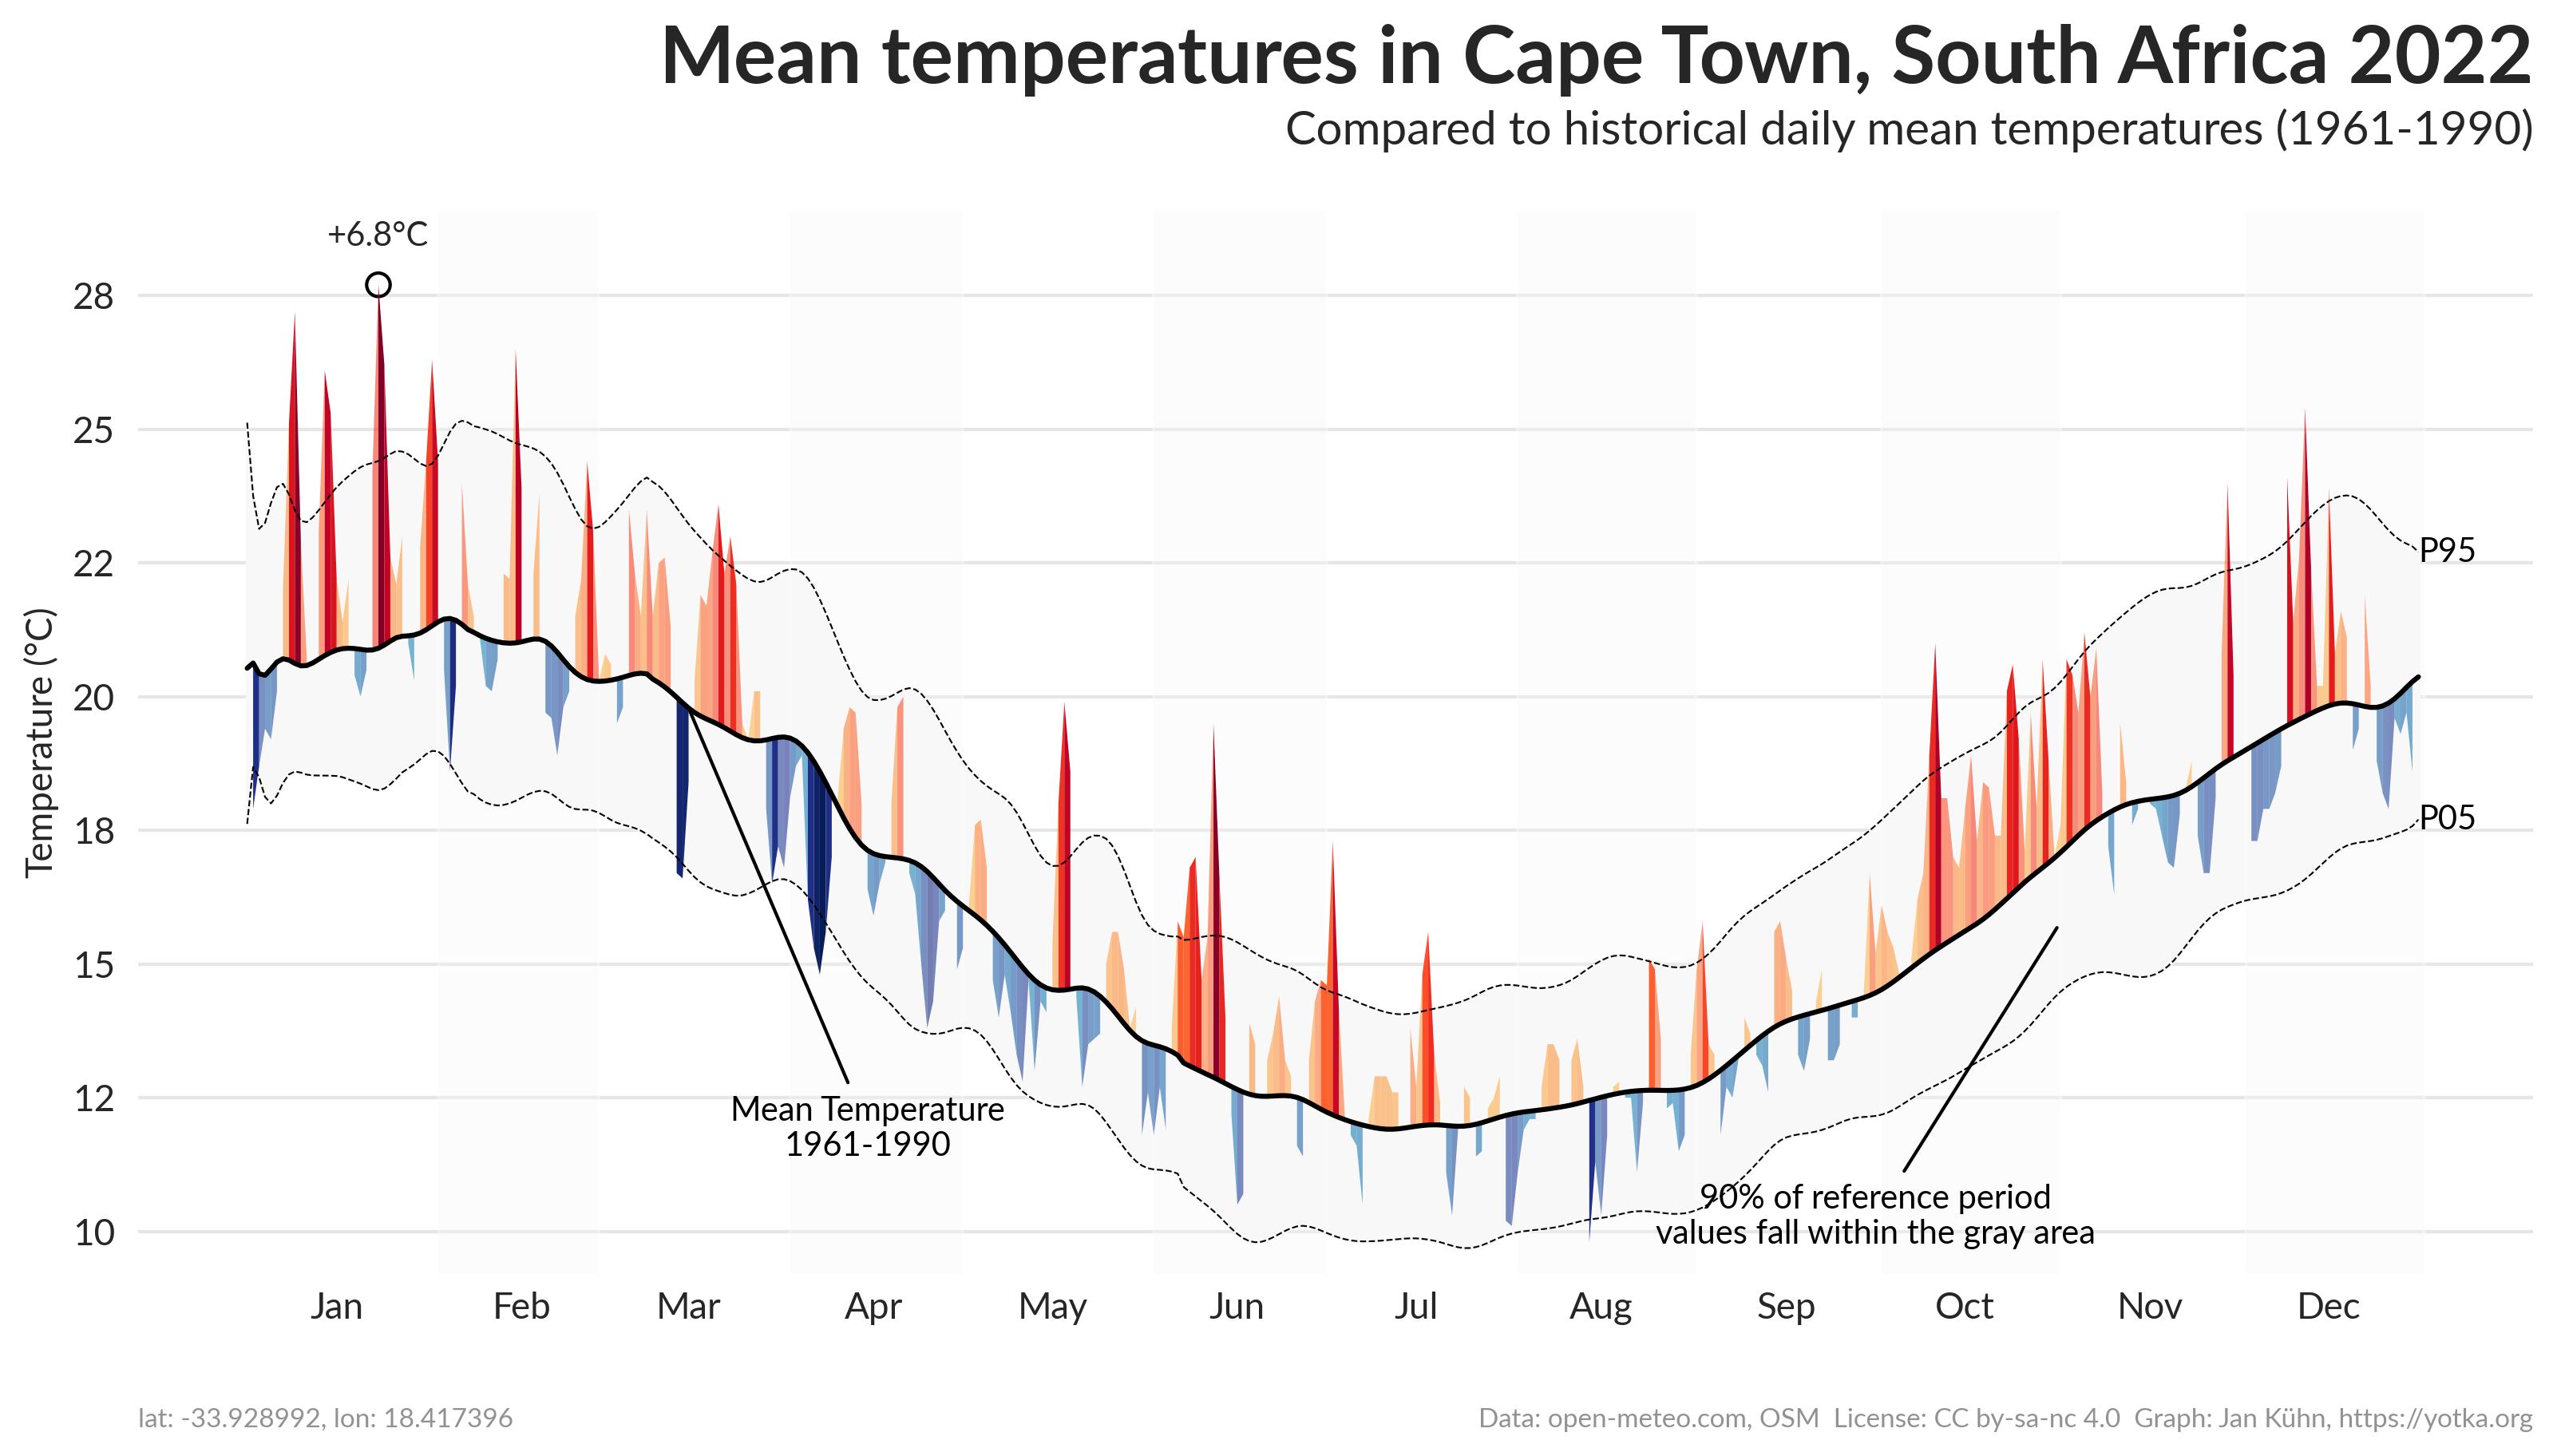 Mean temperatures in Cape Town, South Africa 2022
Compared to historical daily mean temperatures (1961-1990)
+6.8°C
28
25
22
20
18
15
12
10
Temperature (°C)
P95
P05
Mean Temperature
1961-1990
90% of reference period
values fall within the gray area
Jan Feb Mar Apr May Jun Jul Aug Sep Oct Nov Dec
lat: -33.928992, lon: 18.417396
Data: open-meteo.com, OSM License: CC by-sa-nc 4.0 Graph: Jan Kühn, https://yotka.org